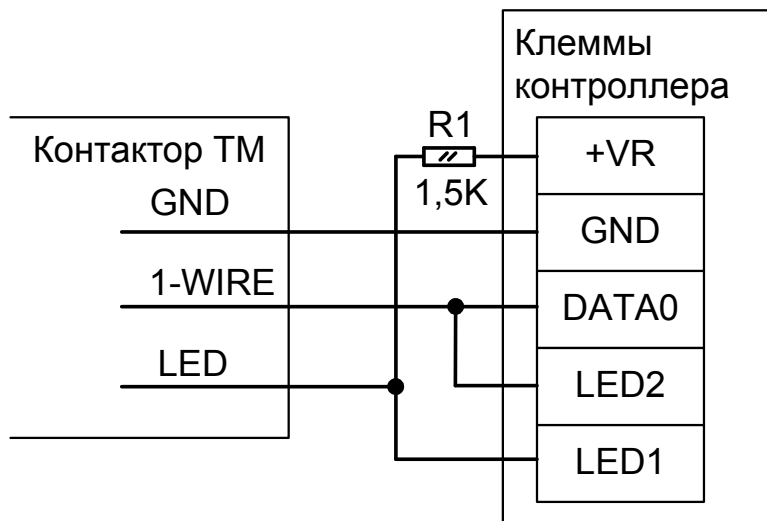 Клеммы
контроллера
Контактор ТМ
R1
1,5K
+VR
GND
GND
1-WIRE
DATA0
LED
LED2
LED1